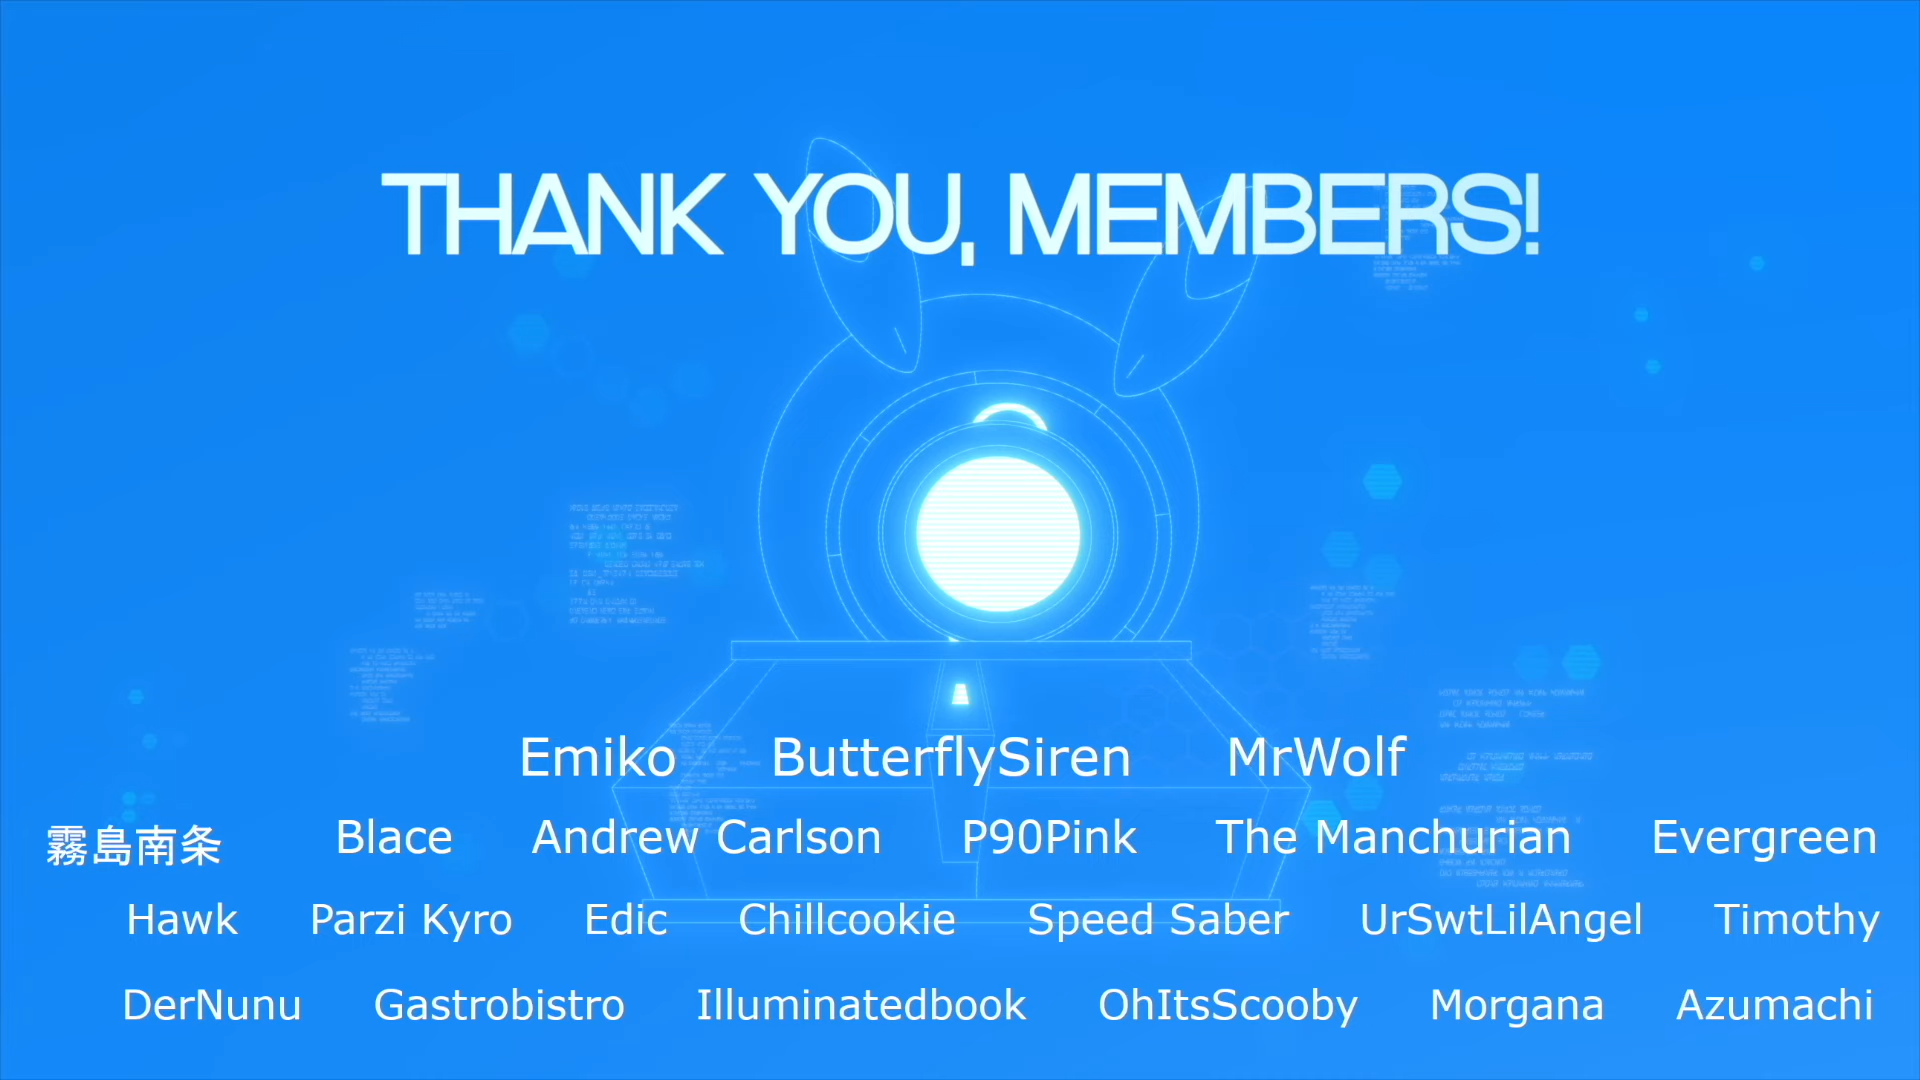 THANK YOU, MEMBERS!
Emiko ButterflySiren MrWolf
霧島南条 Blace Andrew Carlson P90Pink The Manchurian Evergreen
Hawk Parzi Kyro Edic Chillcookie Speed Saber UrSwtLilAngel Timothy
DerNunu Gastrobistro Illuminatedbook OhItsScooby Morgana Azumachi